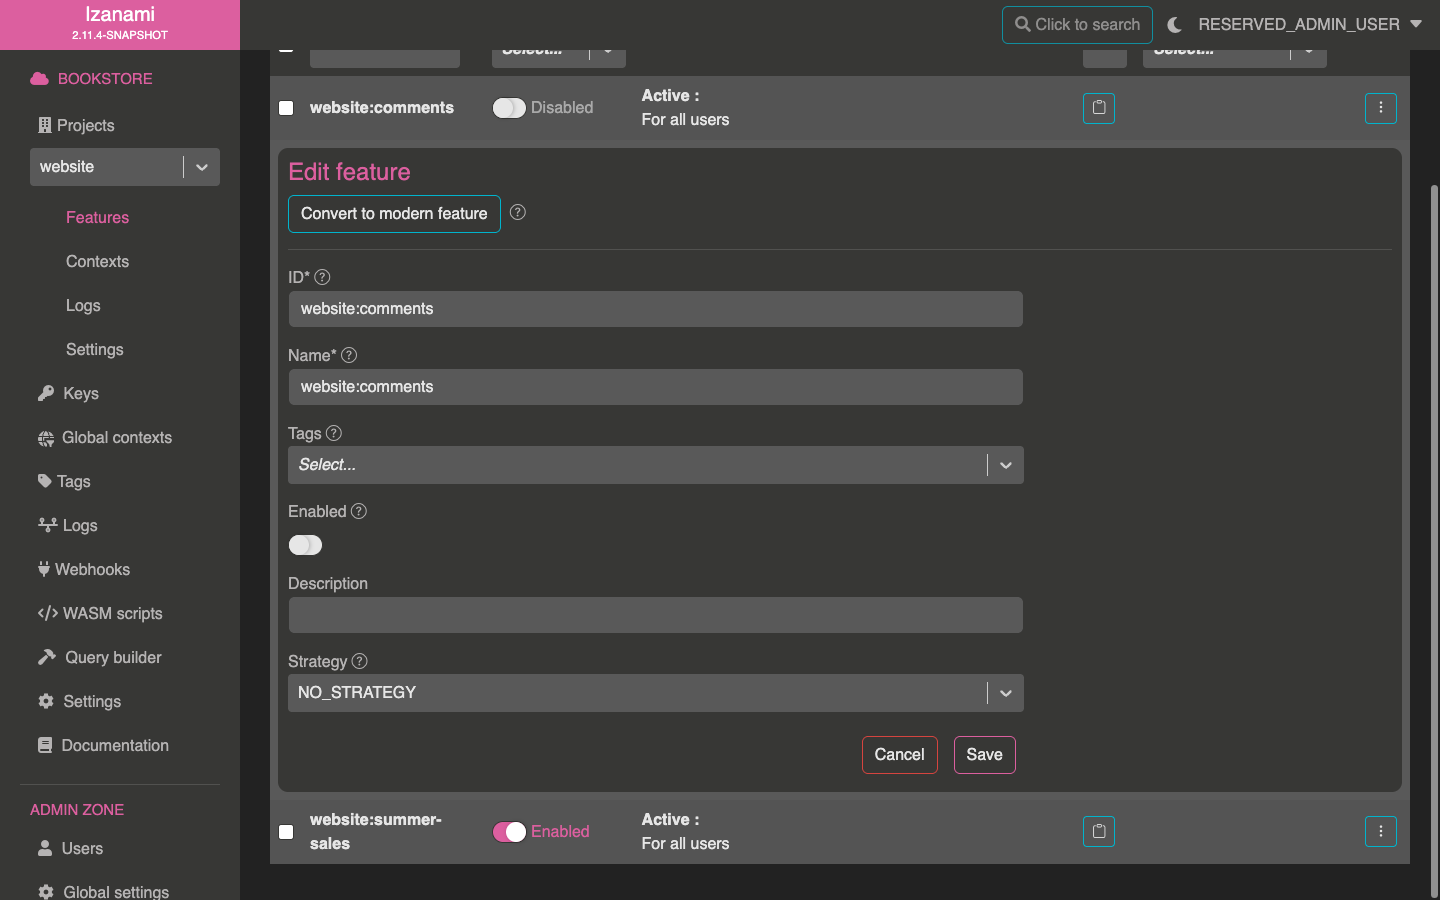 Izanami
2.11.4-SNAPSHOT
Click to search
RESERVED_ADMIN_USER
BOOKSTORE
Projects
website
Features
Contexts
Logs
Settings
Keys
Global contexts
Tags
Logs
Webhooks
WASM scripts
Query builder
Settings
Documentation
ADMIN ZONE
Users
Global settings
Select...
Select...
website:comments
Disabled
Active :
For all users
Edit feature
Convert to modern feature
ID*
website:comments
Name*
website:comments
Tags
Select...
Enabled
Description
Strategy
NO_STRATEGY
Cancel
Save
website:summer-
sales
Enabled
Active :
For all users